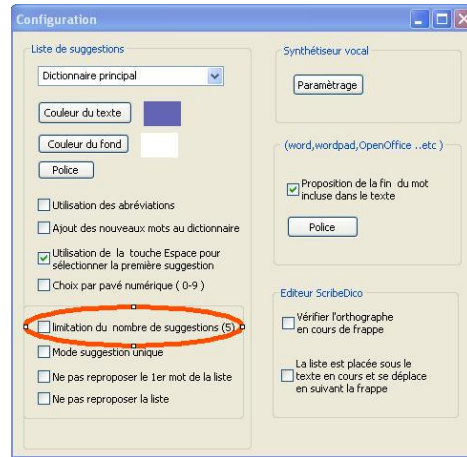 Configuration
Liste de suggestions
Dictionnaire principal
Couleur du texte
Couleur du fond
Police
Utilisation des abréviations
Ajout des nouveaux mots au dictionnaire
Utilisation de la touche Espace pour
sélectionner la première suggestion
Choix par pavé numérique ( 0-9 )
limitation du nombre de suggestions (5)
Mode suggestion unique
Ne pas reproposer le 1er mot de la liste
Ne pas reproposer la liste
Synthétiseur vocal
Paramètrage
(word,wordpad,OpenOffice ..etc )
Proposition de la fin du mot
incluse dans le texte
Police
Editeur ScribeDico
Vérifier l'orthographe
en cours de frappe
La liste est placée sous le
texte en cours et se déplace
en suivant la frappe